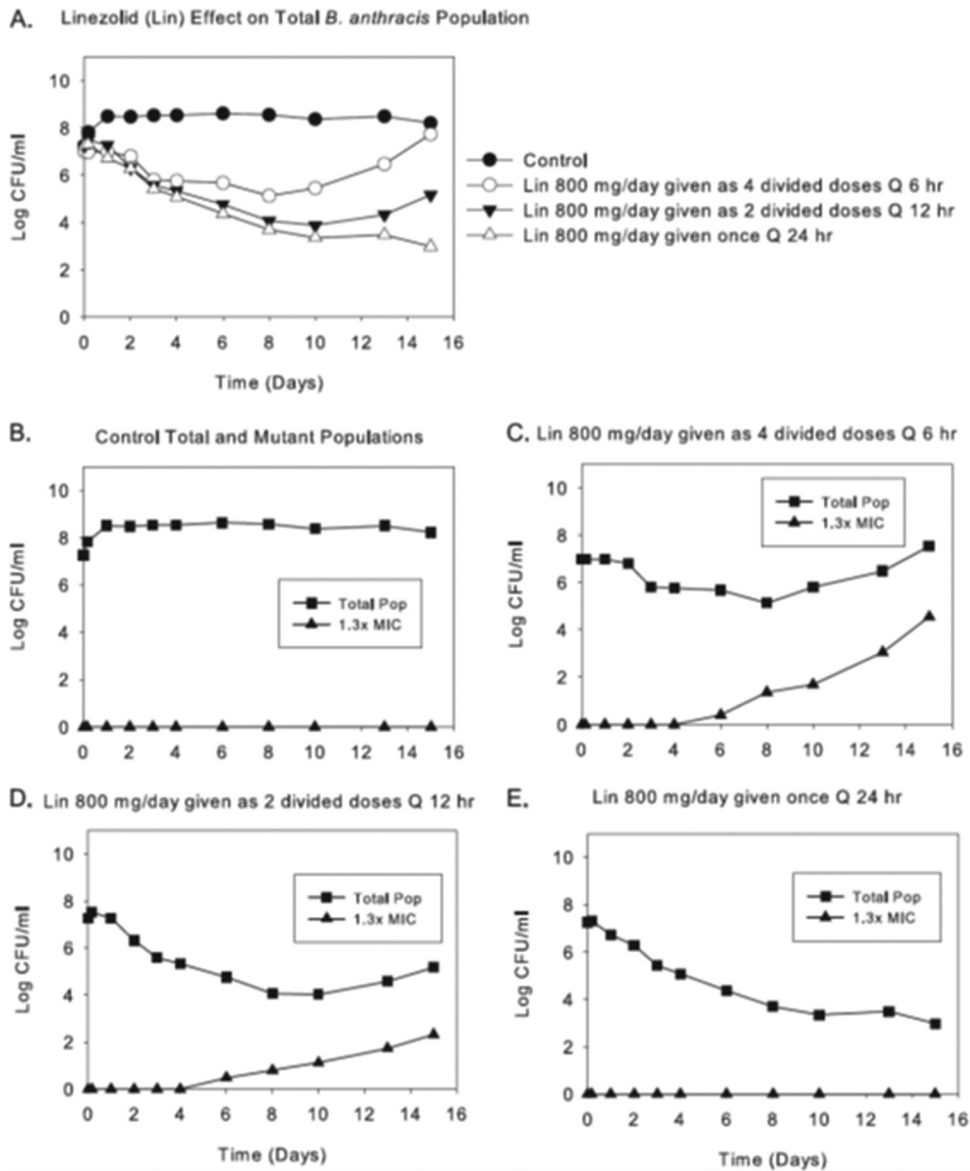 A. Linezolid (Lin) Effect on Total B. anthracis Population
10
8
6
4
2
0
Log CFU/ml
0 2 4 6 8 10 12 14 16
Time (Days)
Control
Lin 800 mg/day given as 4 divided doses Q 6 hr
Lin 800 mg/day given as 2 divided doses Q 12 hr
Lin 800 mg/day given once Q 24 hr
B. Control Total and Mutant Populations
10
8
6
4
2
0
Log CFU/ml
Total Pop
1.3x MIC
0 2 4 6 8 10 12 14 16
C. Lin 800 mg/day given as 4 divided doses Q 6 hr
10
8
6
4
2
0
Log CFU/ml
Total Pop
1.3x MIC
0 2 4 6 8 10 12 14 16
D. Lin 800 mg/day given as 2 divided doses Q 12 hr
10
8
6
4
2
0
Log CFU/ml
Total Pop
1.3x MIC
0 2 4 6 8 10 12 14 16
Time (Days)
E. Lin 800 mg/day given once Q 24 hr
10
8
6
4
2
0
Log CFU/ml
Total Pop
1.3x MIC
0 2 4 6 8 10 12 14 16
Time (Days)